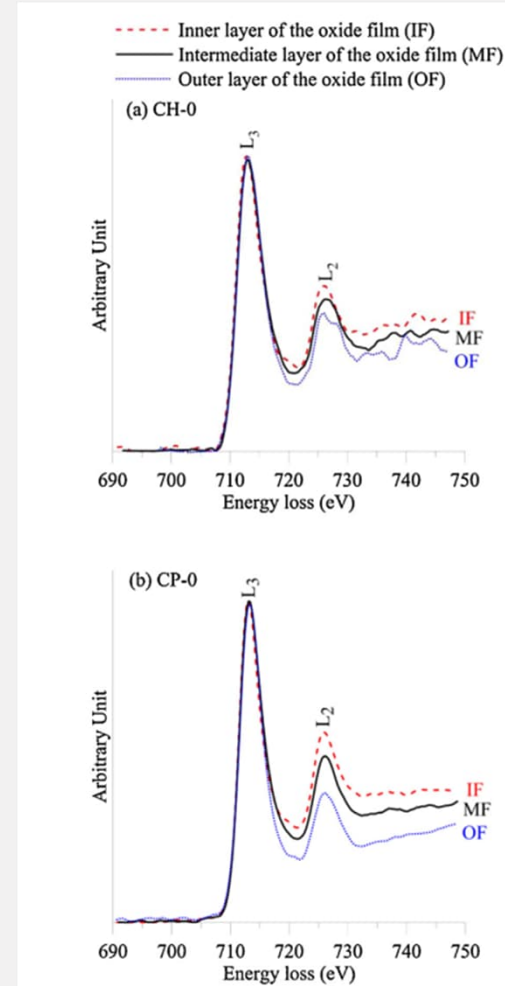 Inner layer of the oxide film (IF)
Intermediate layer of the oxide film (MF)
Outer layer of the oxide film (OF)
(a) CH-0
L3
L2
IF
MF
OF
Arbitrary Unit
690 700 710 720 730 740 750
Energy loss (eV)
(b) CP-0
L3
L2
IF
MF
OF
Arbitrary Unit
690 700 710 720 730 740 750
Energy loss (eV)